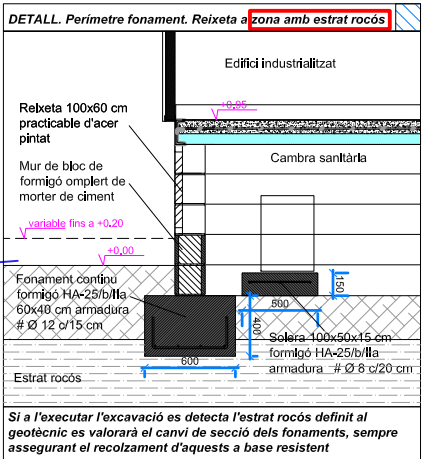 DETALL. Perímetre fonament. Reixeta a zona amb estrat rocós
Edifici industrialitzat
Reixeta 100x60 cm
practicable d'acer
pintat
+0,95
Cambra sanitària
Mur de bloc de
formigó omplert de
morter de ciment
variable fins a +0.20
+0,00
Fonament continu
formigó HA-25/b/IIa
60x40 cm armadura
# Ø 12 c/15 cm
150
500
400
Solera 100x50x15 cm
formigó HA-25/b/IIa
armadura # Ø 8 c/20 cm
600
Estrat rocós
Si a l'executar l'excavació es detecta l'estrat rocós definit al
geotècnic es valorarà el canvi de secció dels fonaments, sempre
assegurant el recolzament d'aquests a base resistent